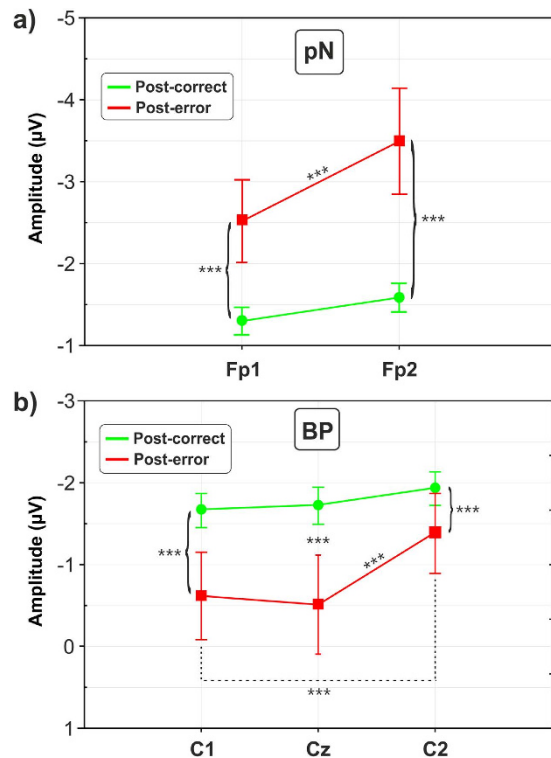 a)
pN
Post-correct
Post-error
Amplitude (µV)
-5
-4
-3
-2
-1
***
***
***
Fp1 Fp2
b)
BP
Post-correct
Post-error
Amplitude (µV)
-3
-2
-1
0
1
***
***
***
***
***
C1 Cz C2